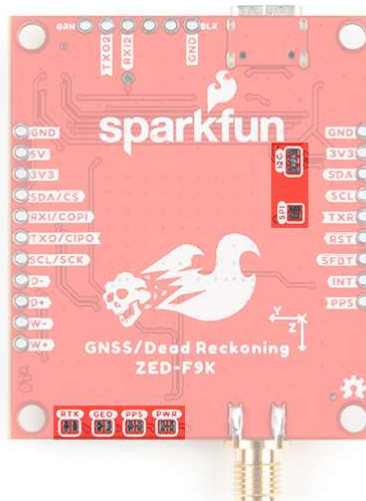 GRN
TXO2
RXI2
GND
BLK
sparkfun
GND
5V
3V3
SDA/CS
RXI/COPI
TXO/CIPO
SCL/SCK
D-
D+
W-
W+
I2C
SPI
GND
3V3
SDA
SCL
TXR
RST
SFBT
INT
PPS
Y
X
Z
GNSS/Dead Reckoning
ZED-F9K
RTK GEO PPS PWR